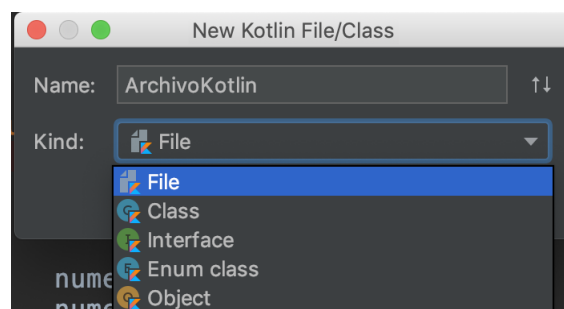 New Kotlin File/Class
Name: ArchivoKotlin
Kind: File
File
Class
Interface
Enum class
nume
Object